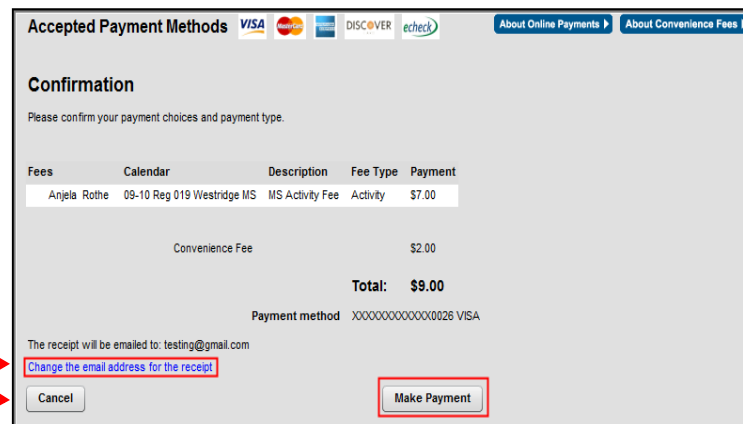 Accepted Payment Methods VISA MasterCard DISCOVER echeck About Online Payments About Convenience Fees
Confirmation
Please confirm your payment choices and payment type.
Fees Calendar Description Fee Type Payment
Anjela Rothe 09-10 Reg 019 Westridge MS MS Activity Fee Activity $7.00
Convenience Fee $2.00
Total: $9.00
Payment method XXXXXXXXXXXX0026 VISA
The receipt will be emailed to: testing@gmail.com
Change the email address for the receipt
Cancel Make Payment